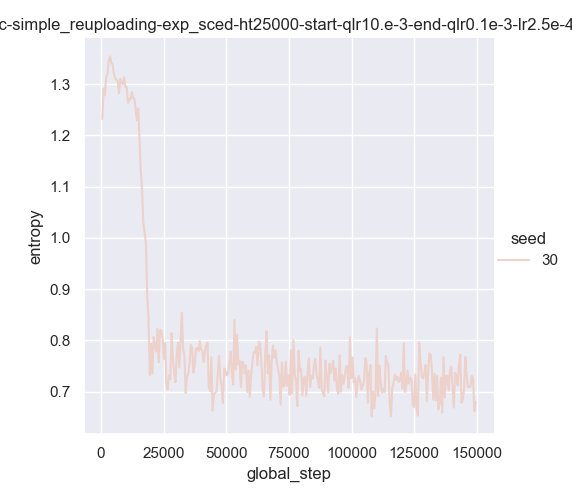 c-simple_reuploading-exp_sced-ht25000-start-qlr10.e-3-end-qlr0.1e-3-lr2.5e-4
1.3
1.2
1.1
1.0
0.9
0.8
0.7
entropy
0 25000 50000 75000 100000 125000 150000
global_step
seed
30